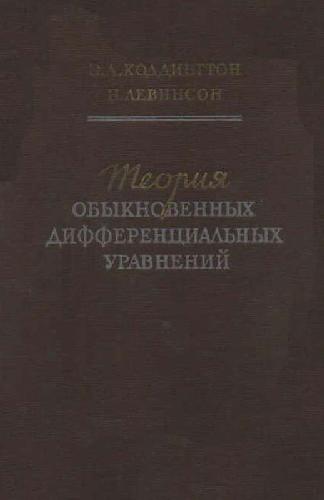 Э. А. КОДДИНГТОН
Н. ЛЕВИНСОН
Теория
ОБЫКНОВЕННЫХ
ДИФФЕРЕНЦИАЛЬНЫХ
УРАВНЕНИЙ